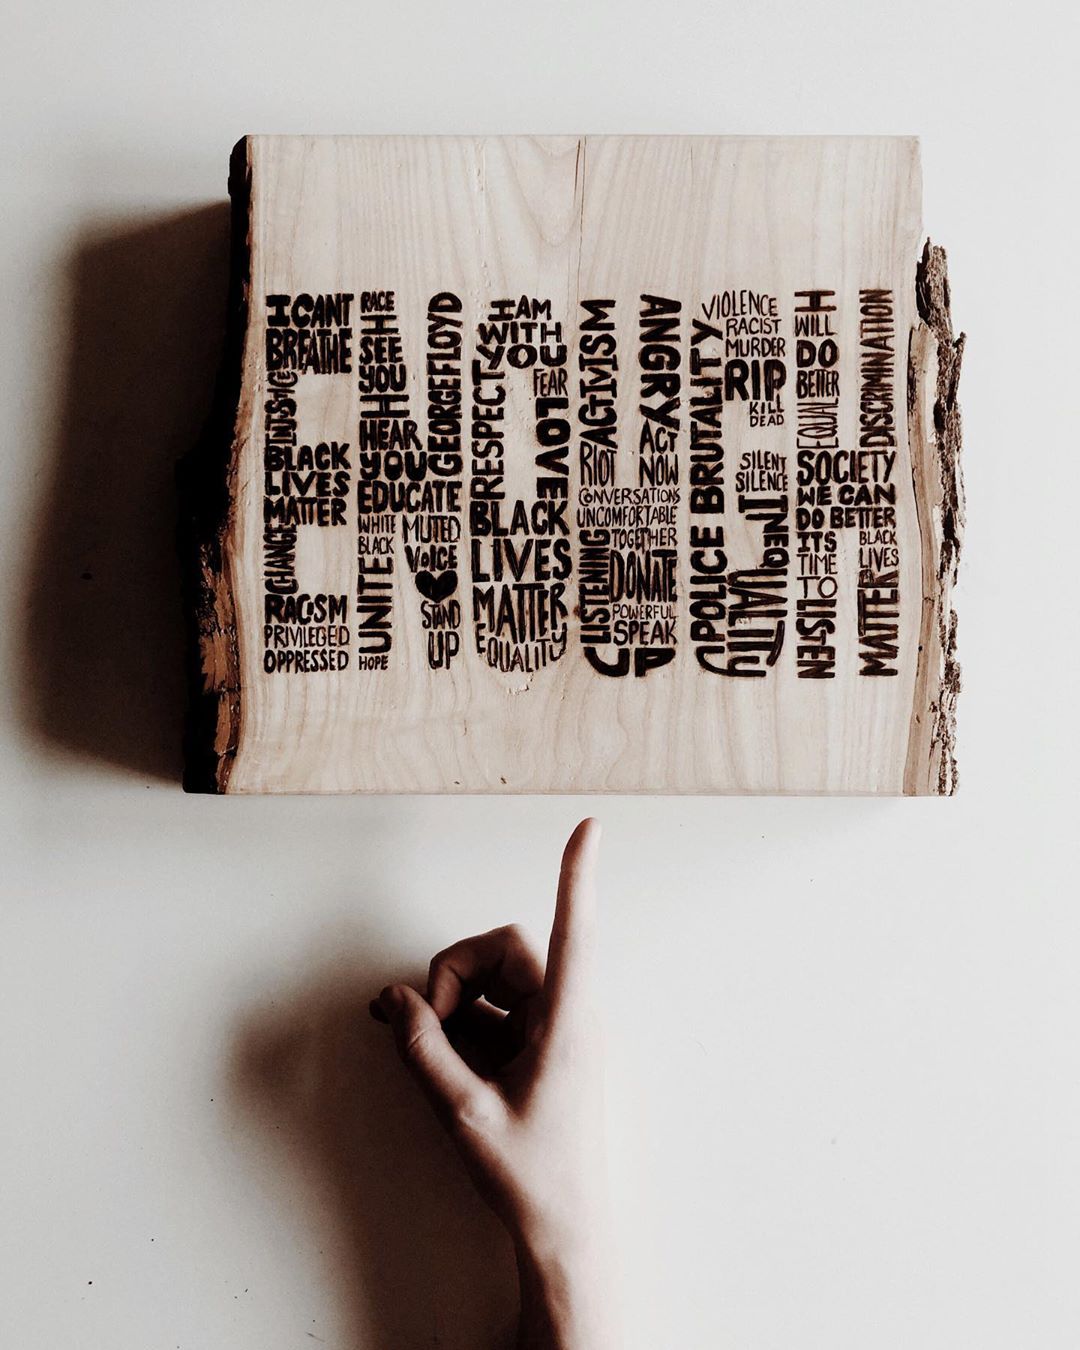 I CAN'T
BREATHE
INJUSTICE
BLACK
LIVES
MATTER
CHANGE
RACISM
PRIVILEGED
OPPRESSED
RACE
I
SEE
YOU
I
HEAR
YOU
EDUCATE
WHITE
BLACK
UNITE
HOPE
GEORGE FLOYD
MUTED
VOICE
STAND
UP
I AM
WITH
YOU
FEAR
RESPECT
LOVE
BLACK
LIVES
MATTER
EQUALITY
ACTIVISM
RIOT
ANGRY
ACT
NOW
CONVERSATIONS
UNCOMFORTABLE
TOGETHER
LISTENING
DONATE
POWERFUL
SPEAK
UP
VIOLENCE
RACIST
MURDER
RIP
KILL
DEAD
POLICE BRUTALITY
SILENT
SILENCE
INEQUALITY
I
WILL
DO
BETTER
EQUAL
DISCRIMINATION
SOCIETY
WE CAN
DO BETTER
ITS
TIME
TO
LISTEN
BLACK
LIVES
MATTER